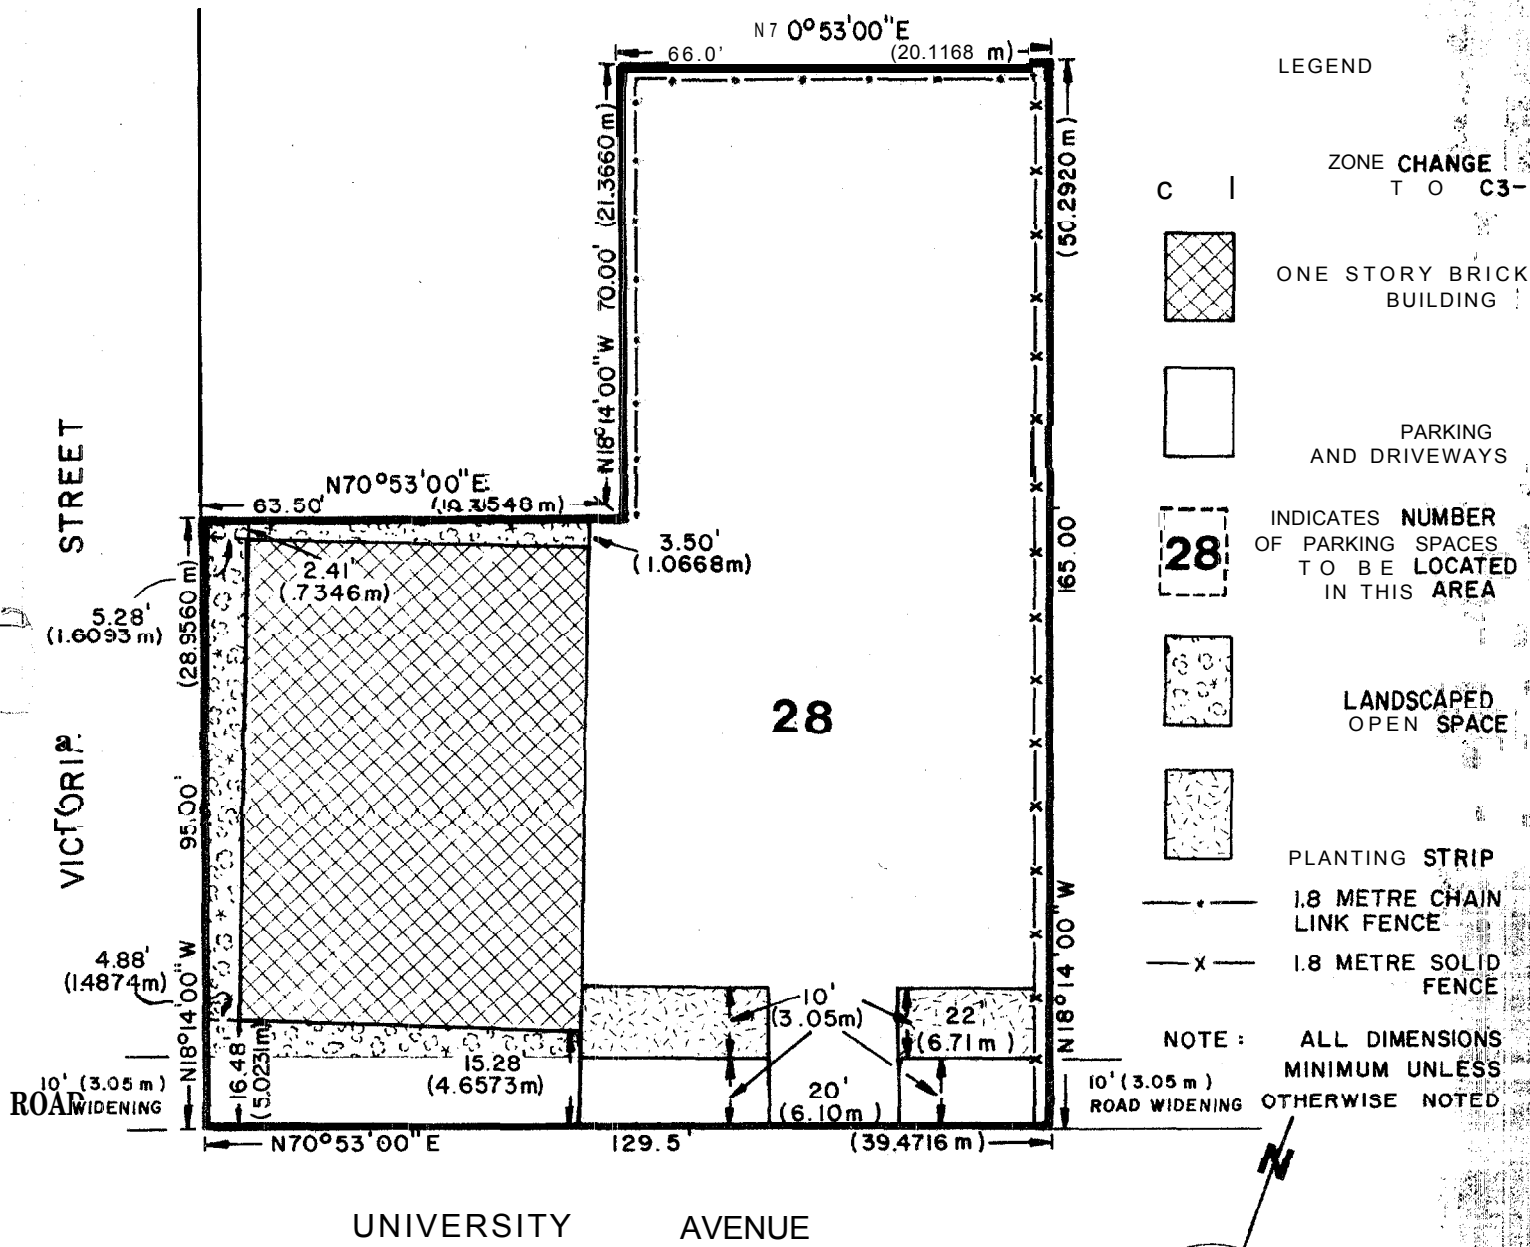 N7 0°53'00"E
66.0' (20.1168 m)
LEGEND
ZONE CHANGE
TO C3-
c l
ONE STORY BRICK
BUILDING
PARKING
AND DRIVEWAYS
28
INDICATES NUMBER
OF PARKING SPACES
TO BE LOCATED
IN THIS AREA
LANDSCAPED
OPEN SPACE
PLANTING STRIP
1.8 METRE CHAIN
LINK FENCE
X
1.8 METRE SOLID
FENCE
NOTE : ALL DIMENSIONS
MINIMUM UNLESS
OTHERWISE NOTED
N
N18°14'00"W 70.00' (21.3660 m)
(50.2920 m)
165.00'
N18°14'00"W
N70°53'00"E
63.50'
3.50'
(1.0668m)
2.41'
(.7346m)
5.28'
(1.6093 m)
(28.9560 m)
95.00'
N18°14'00"W
STREET
VICTORIa.
28
4.88'
(1.4874m)
10'
(3.05m)
22'
(6.71 m)
16.48'
(5.0231m)
15.28'
(4.6573m)
20'
(6.10m)
10' (3.05 m)
ROAD WIDENING
10' (3.05 m)
ROAD WIDENING
N70°53'00"E 129.5' (39.4716 m)
UNIVERSITY AVENUE